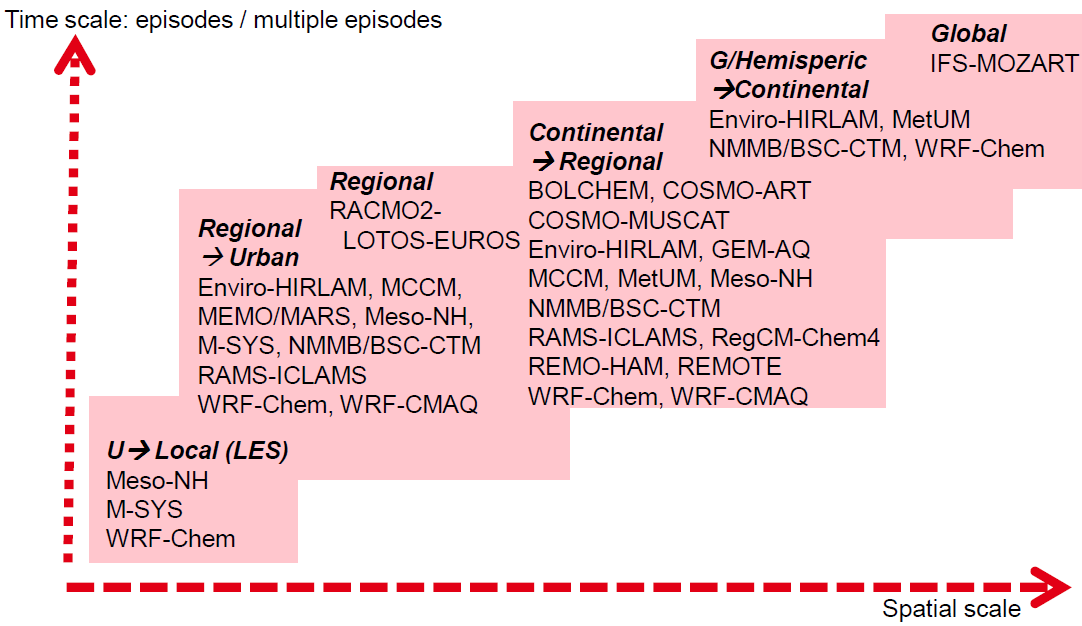 Time scale: episodes / multiple episodes
Global
IFS-MOZART
G/Hemisperic
→Continental
Enviro-HIRLAM, MetUM
NMMB/BSC-CTM, WRF-Chem
Continental
→ Regional
BOLCHEM, COSMO-ART
COSMO-MUSCAT
Enviro-HIRLAM, GEM-AQ
MCCM, MetUM, Meso-NH
NMMB/BSC-CTM
RAMS-ICLAMS, RegCM-Chem4
REMO-HAM, REMOTE
WRF-Chem, WRF-CMAQ
Regional
RACMO2-
LOTOS-EUROS
Regional
→ Urban
Enviro-HIRLAM, MCCM,
MEMO/MARS, Meso-NH,
M-SYS, NMMB/BSC-CTM
RAMS-ICLAMS
WRF-Chem, WRF-CMAQ
U→ Local (LES)
Meso-NH
M-SYS
WRF-Chem
Spatial scale